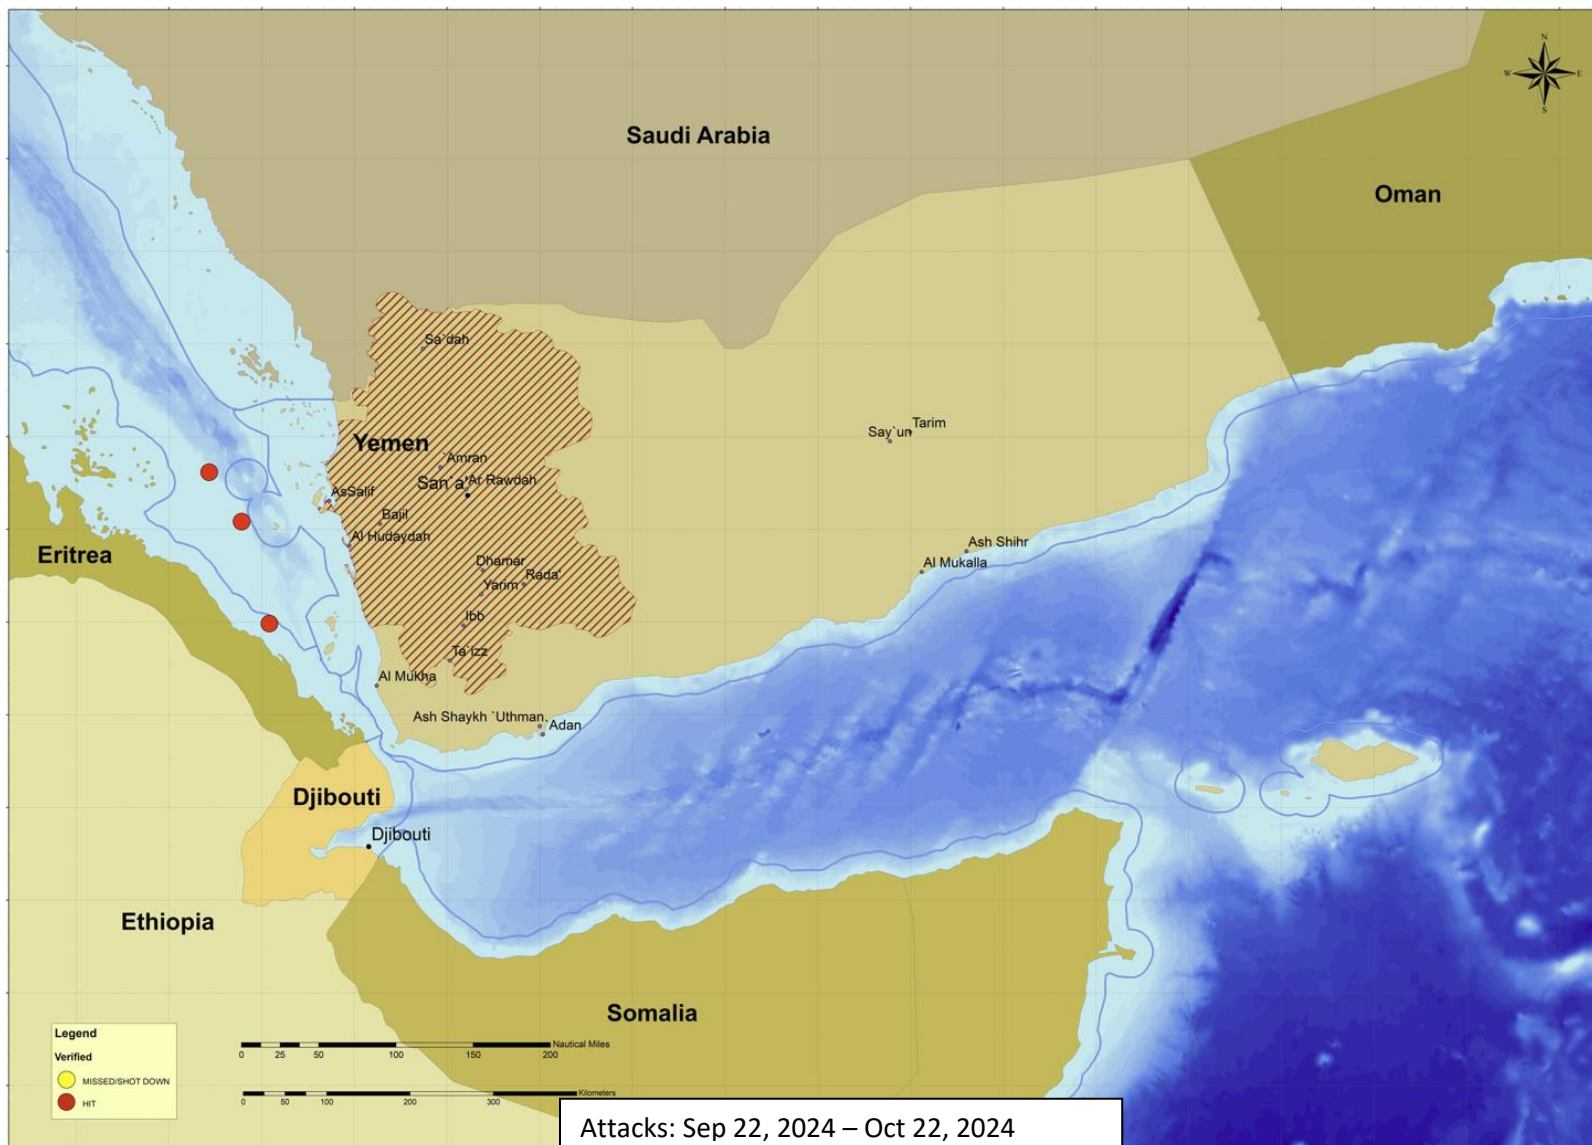 N
W E
S
Saudi Arabia
Oman
Sa`dah
Tarim
Say`un
Yemen
`Amran
San`a'
Ar Rawdah
AsSalif
Bajil
Al Hudaydah
Ash Shihr
Eritrea
Dhamar
Al Mukalla
Rada'
Yarim
Ibb
Ta`izz
Al Mukha
Ash Shaykh `Uthman
`Adan
Djibouti
Djibouti
Ethiopia
Somalia
Legend
Verified
MISSED/SHOT DOWN
HIT
Nautical Miles
0 25 50 100 150 200
Kilometers
0 50 100 200 300
Attacks: Sep 22, 2024 – Oct 22, 2024